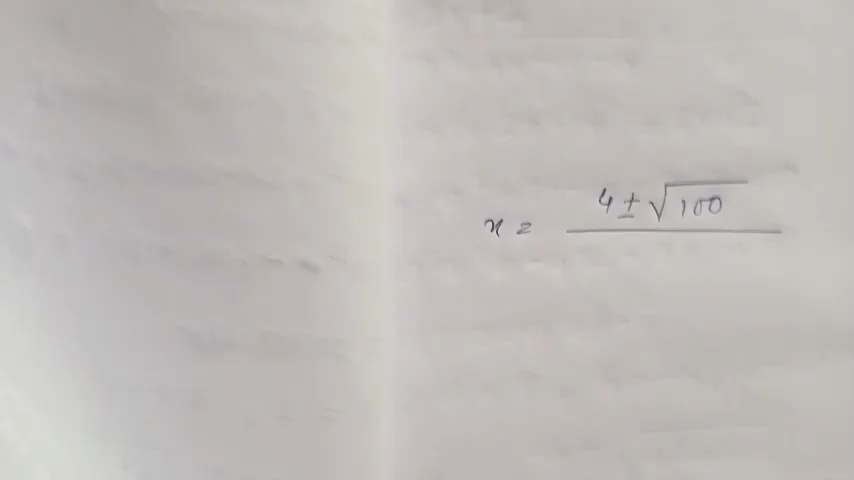 x = 4 ± √100